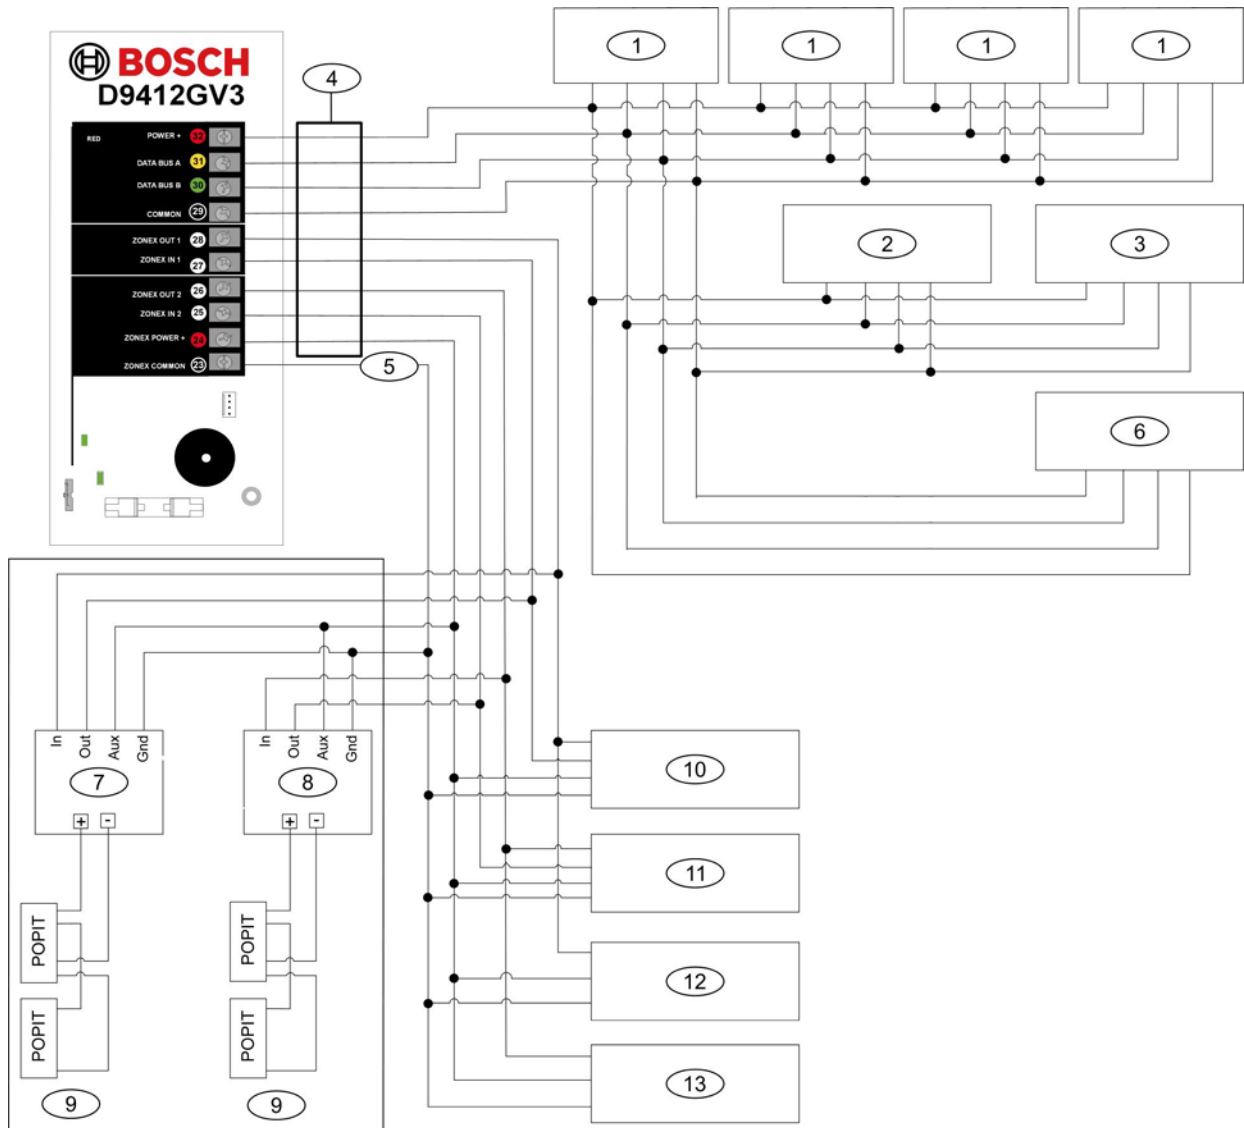 BOSCH
D9412GV3
RED
POWER + 32
DATA BUS A 31
DATA BUS B 30
COMMON 29
ZONEX OUT 1 28
ZONEX IN 1 27
ZONEX OUT 2 26
ZONEX IN 2 25
ZONEX POWER + 24
ZONEX COMMON 23
4
5
1 1 1 1
2 3
6
In Out Aux Gnd
7
+ -
POPIT
POPIT
9
In Out Aux Gnd
8
+ -
POPIT
POPIT
9
10
11
12
13